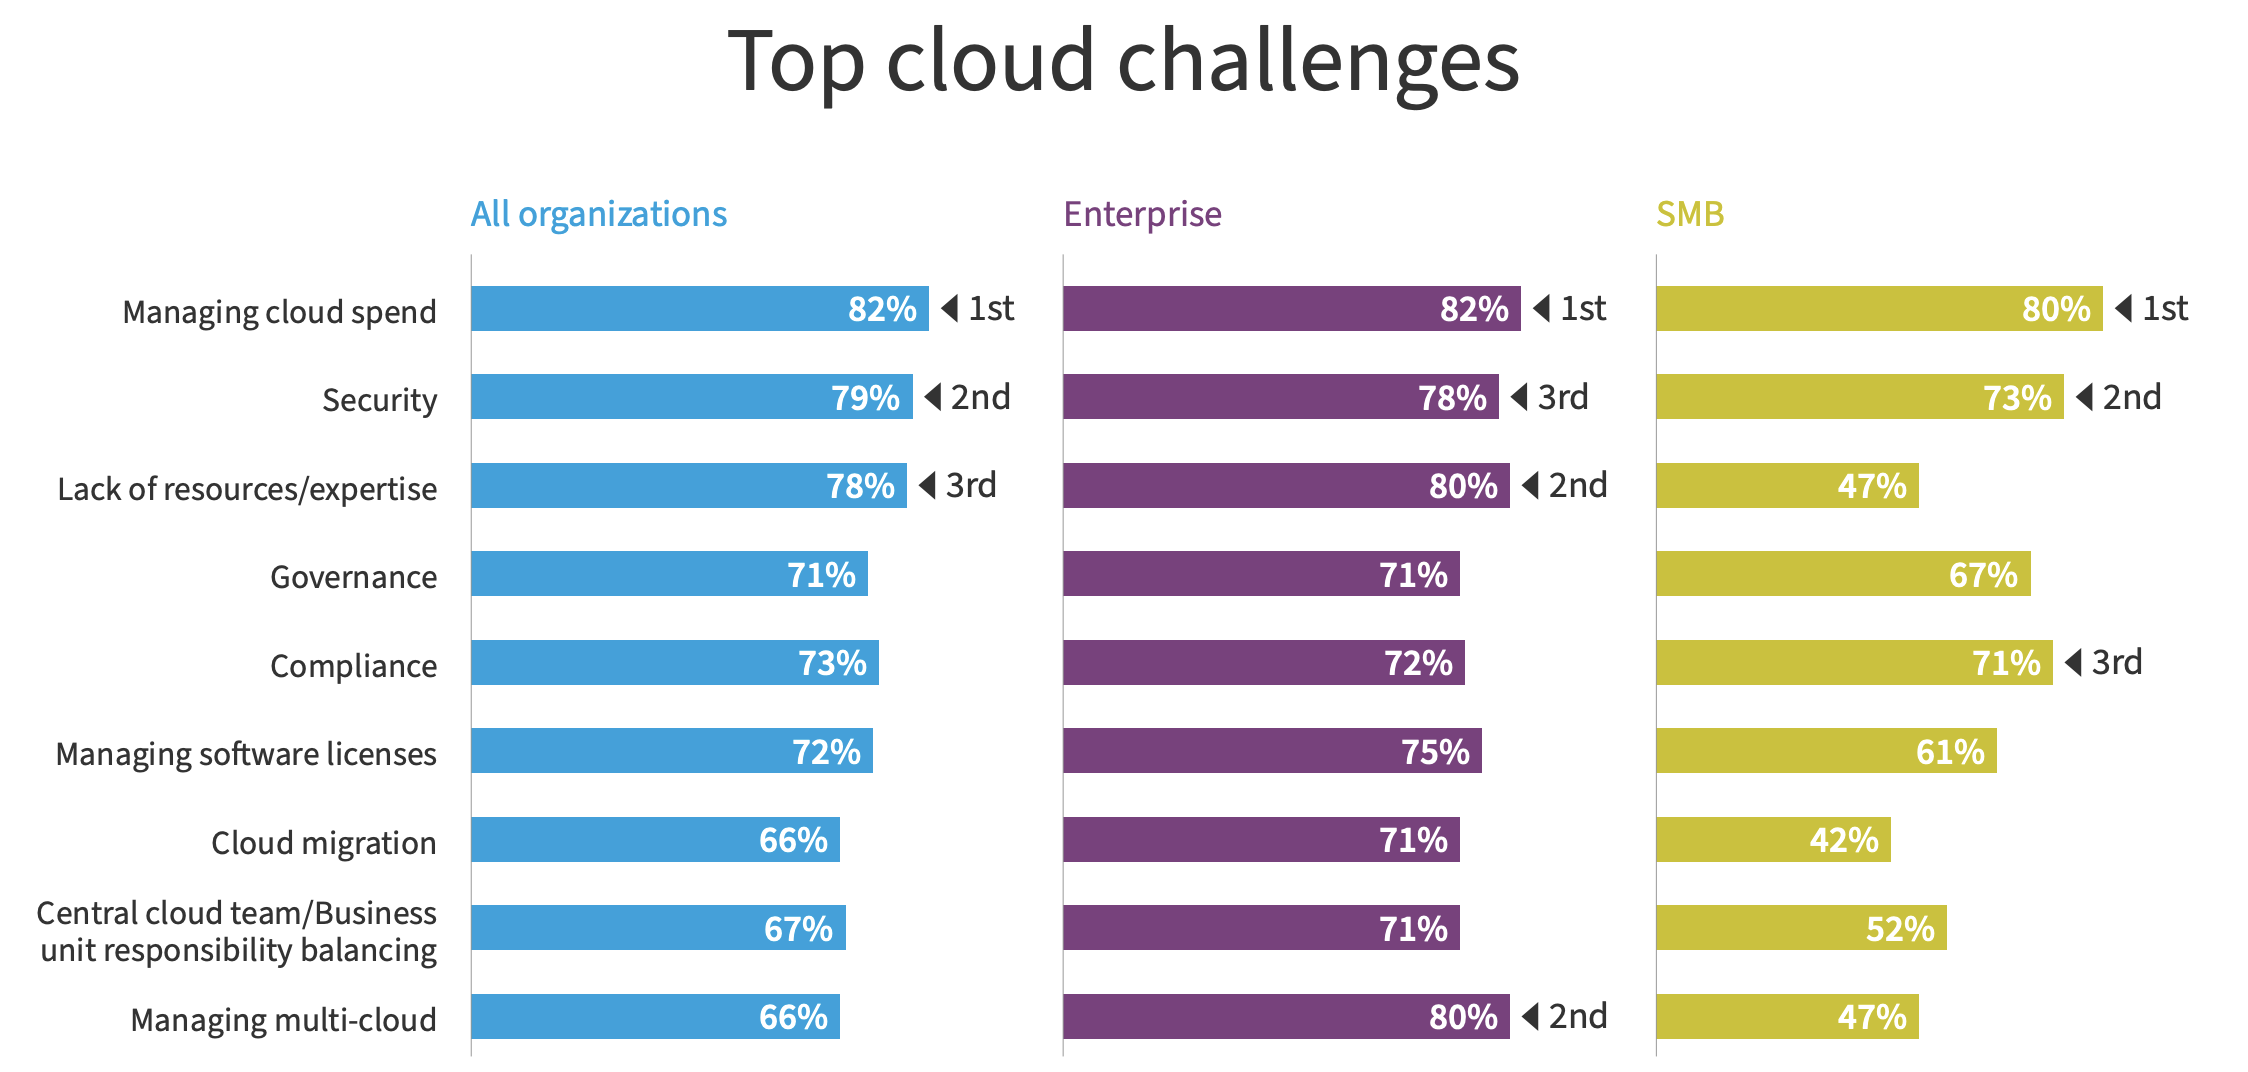 Top cloud challenges
All organizations
Enterprise
SMB
Managing cloud spend
82% 1st
82% 1st
80% 1st
Security
79% 2nd
78% 3rd
73% 2nd
Lack of resources/expertise
78% 3rd
80% 2nd
47%
Governance
71%
71%
67%
Compliance
73%
72%
71% 3rd
Managing software licenses
72%
75%
61%
Cloud migration
66%
71%
42%
Central cloud team/Business
unit responsibility balancing
67%
71%
52%
Managing multi-cloud
66%
80% 2nd
47%